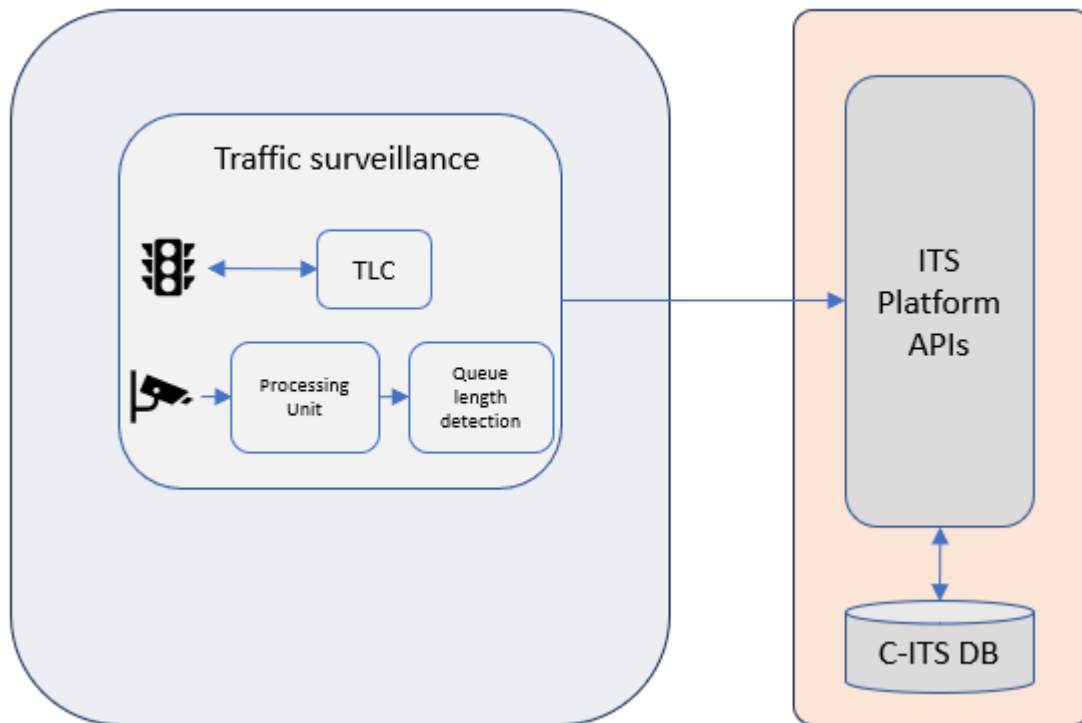 Traffic surveillance
TLC
Processing
Unit
Queue
length
detection
ITS
Platform
APIs
C-ITS DB